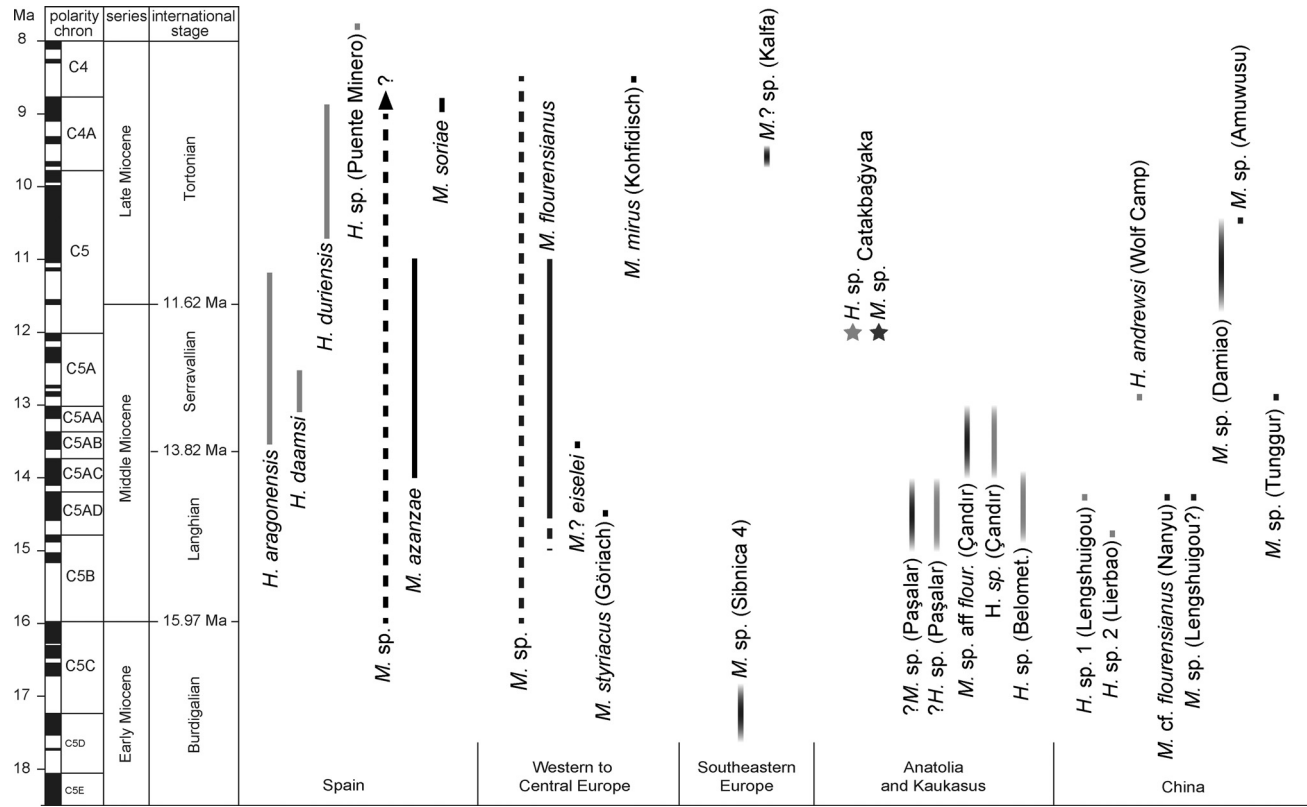 Ma
polarity chron
series
international stage
8
9
10
11
12
13
14
15
16
17
18
C4
C4A
C5
C5A
C5AA
C5AB
C5AC
C5AD
C5B
C5C
C5D
C5E
Late Miocene
Middle Miocene
Early Miocene
Tortonian
11.62 Ma
Serravallian
13.82 Ma
Langhian
15.97 Ma
Burdigalian
H. aragonensis
H. daamsi
H. duriensis
H. sp. (Puente Minero)
?
M. sp.
M. azanzae
M. soriae
Spain
M. sp.
M. flourensianus
M.? eiselei
M. styriacus (Göriach)
M. mirus (Kohfidisch)
Western to
Central Europe
M. sp. (Sibnica 4)
M.? sp. (Kalfa)
Southeastern
Europe
H. sp.
M. sp.
Catakbağyaka
?M. sp. (Paşalar)
?H. sp. (Paşalar)
M. sp. aff flour. (Çandır)
H. sp. (Çandır)
H. sp. (Belomet.)
Anatolia
and Kaukasus
H. sp. 1 (Lengshuigou)
H. sp. 2 (Lierbao)
H. andrewsi (Wolf Camp)
M. cf. flourensianus (Nanyu)
M. sp. (Lengshuigou?)
M. sp. (Damiao)
M. sp. (Amuwusu)
M. sp. (Tunggur)
China